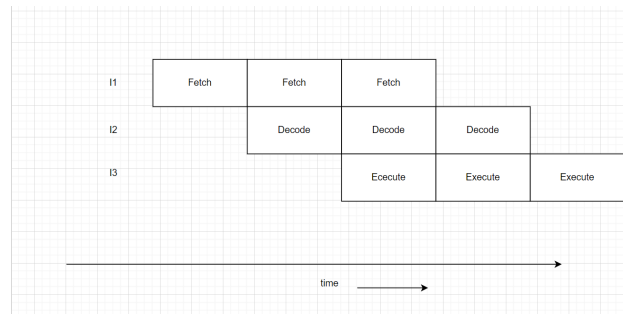 I1 Fetch Fetch Fetch
I2 Decode Decode Decode
I3 Ececute Execute Execute
time